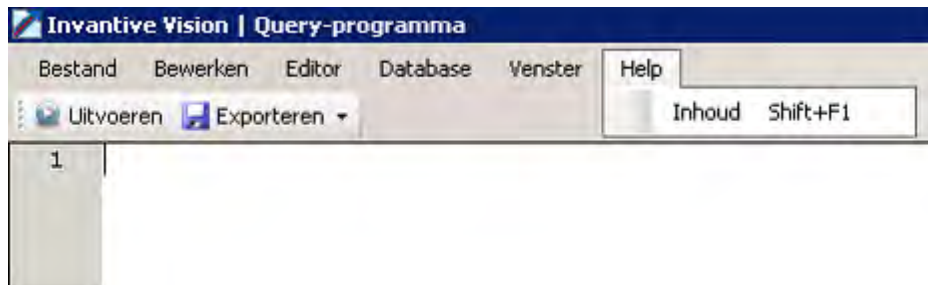 Invantive Vision | Query-programma
Bestand Bewerken Editor Database Venster Help
Uitvoeren Exporteren Inhoud Shift+F1
1